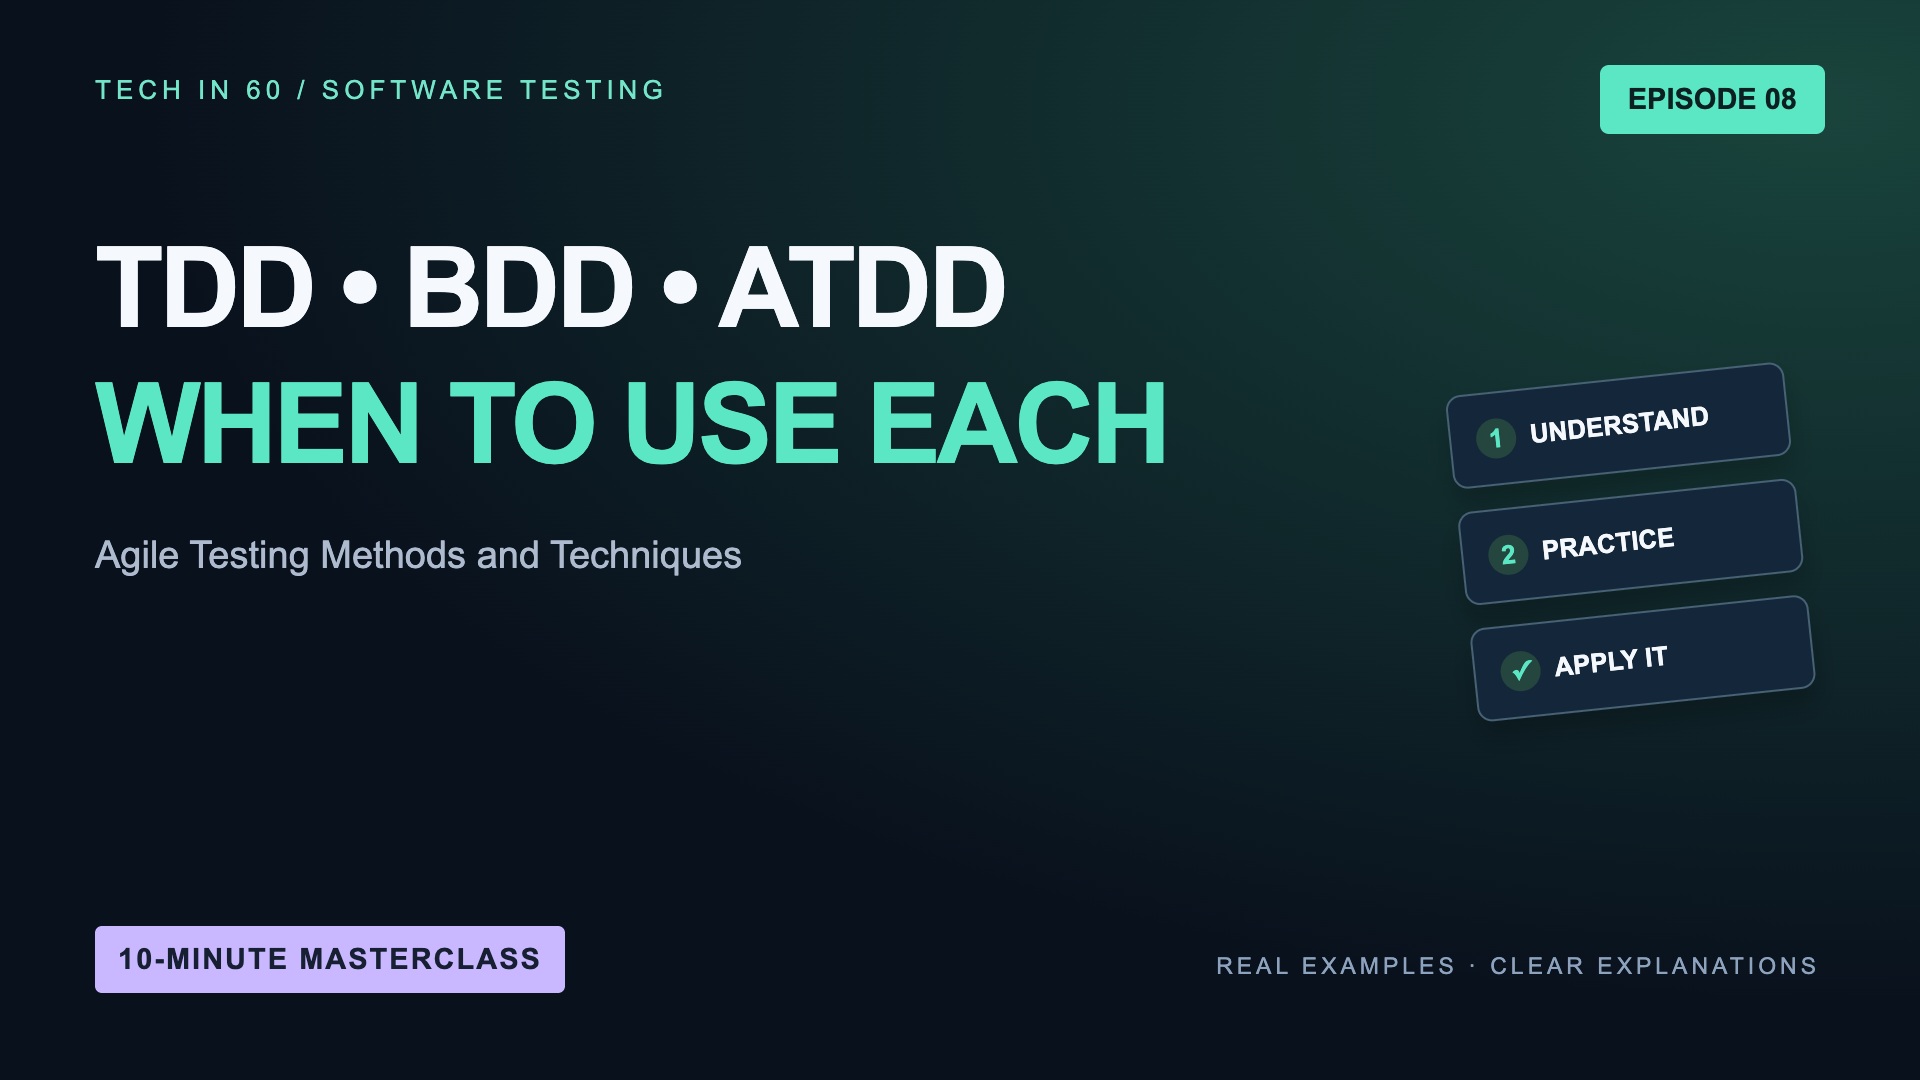 TECH IN 60 / SOFTWARE TESTING
EPISODE 08
TDD • BDD • ATDD
WHEN TO USE EACH
Agile Testing Methods and Techniques
1 UNDERSTAND
2 PRACTICE
✓ APPLY IT
10-MINUTE MASTERCLASS
REAL EXAMPLES · CLEAR EXPLANATIONS